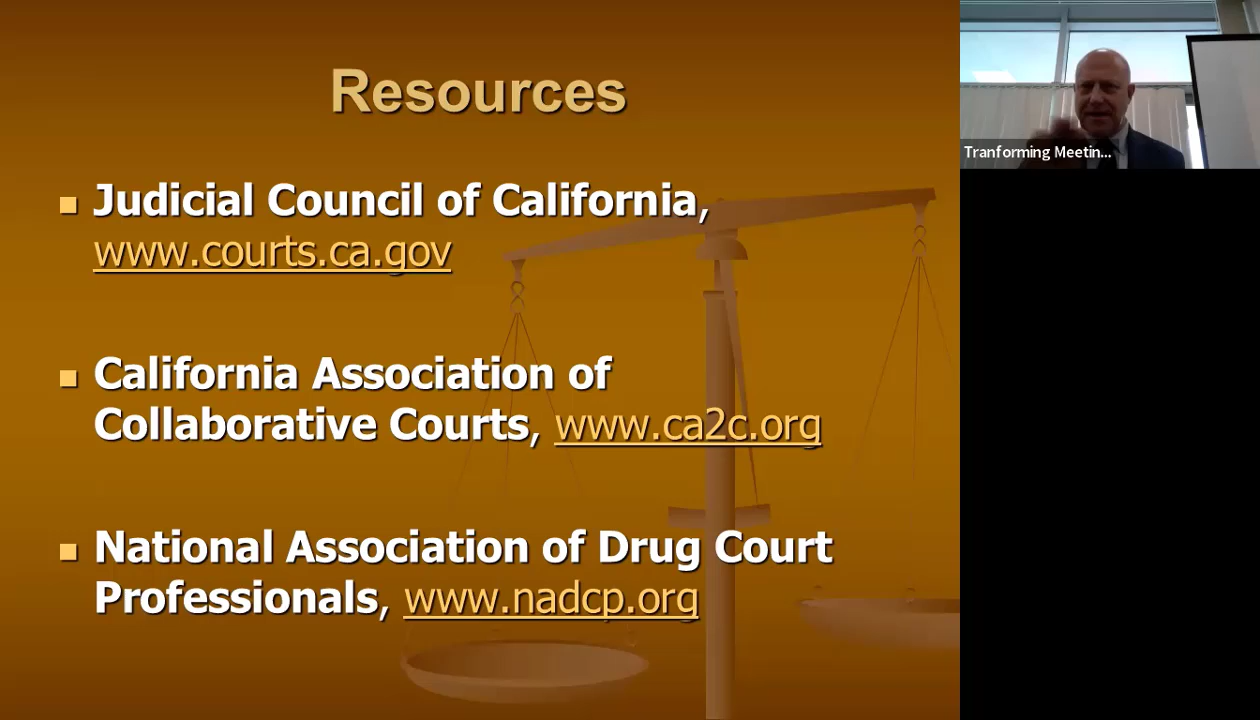 Resources
■ Judicial Council of California,
www.courts.ca.gov
■ California Association of
Collaborative Courts, www.ca2c.org
■ National Association of Drug Court
Professionals, www.nadcp.org
Tranforming Meetin...